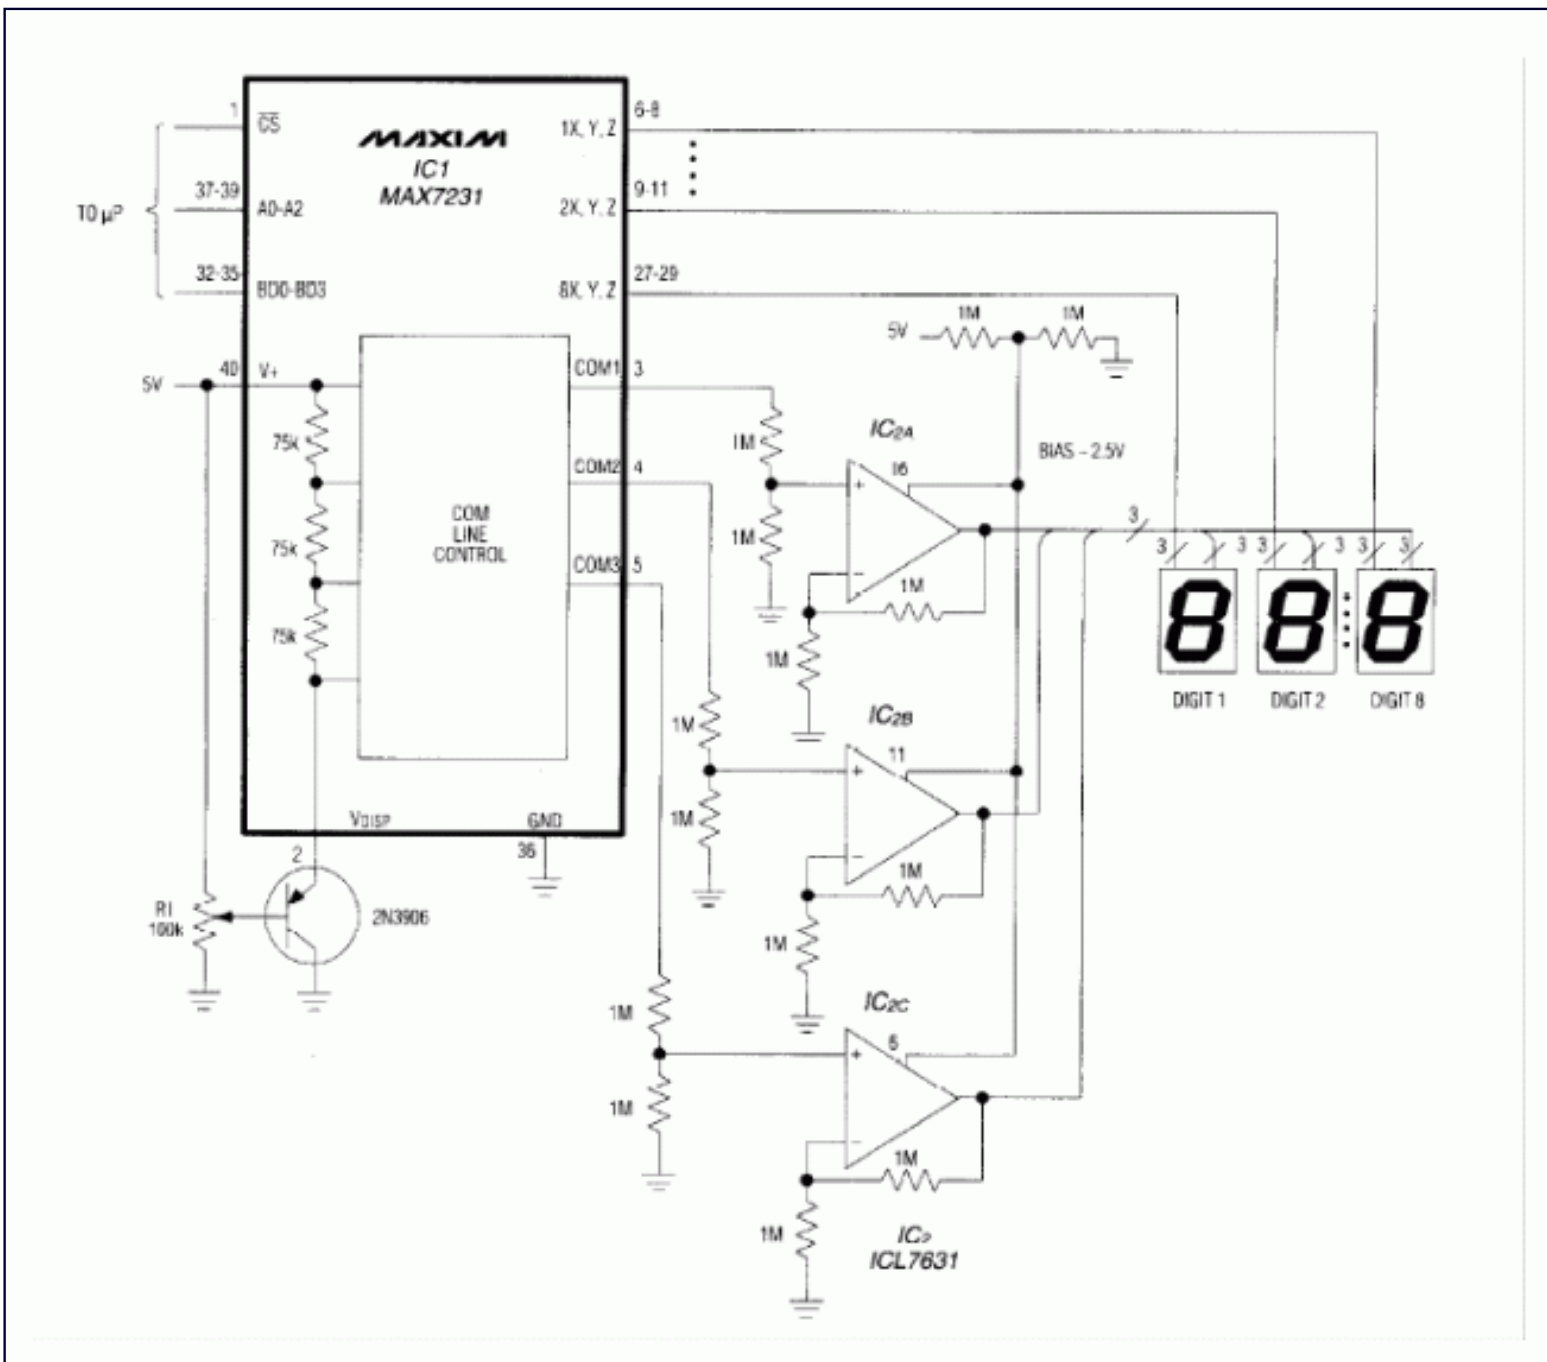 1
CS
37-39
A0-A2
TO µP
32-35
BD0-BD3
MAXIM
IC1
MAX7231
6-8
1X, Y, Z
9-11
2X, Y, Z
27-29
8X, Y, Z
5V
40
V+
75k
75k
75k
COM
LINE
CONTROL
COM1
3
COM2
4
COM3
5
VDISP
GND
2
36
R1
100k
2N3906
5V
1M
1M
BIAS – 2.5V
1M
1M
IC2A
16
+
–
1M
1M
1M
1M
IC2B
11
+
–
1M
1M
1M
1M
IC2C
5
+
–
1M
1M
IC2
ICL7631
3
3
3
3
3
3
3
8
8
8
DIGIT 1
DIGIT 2
DIGIT 8